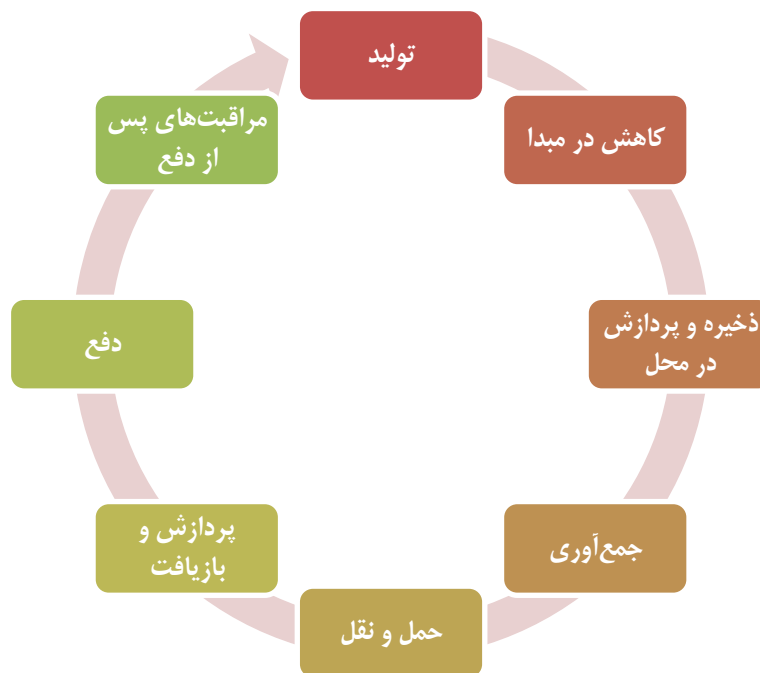 تولید
کاهش در مبدا
ذخیره و پردازش
در محل
جمع‌آوری
حمل و نقل
پردازش و
بازیافت
دفع
مراقبت‌های پس
از دفع